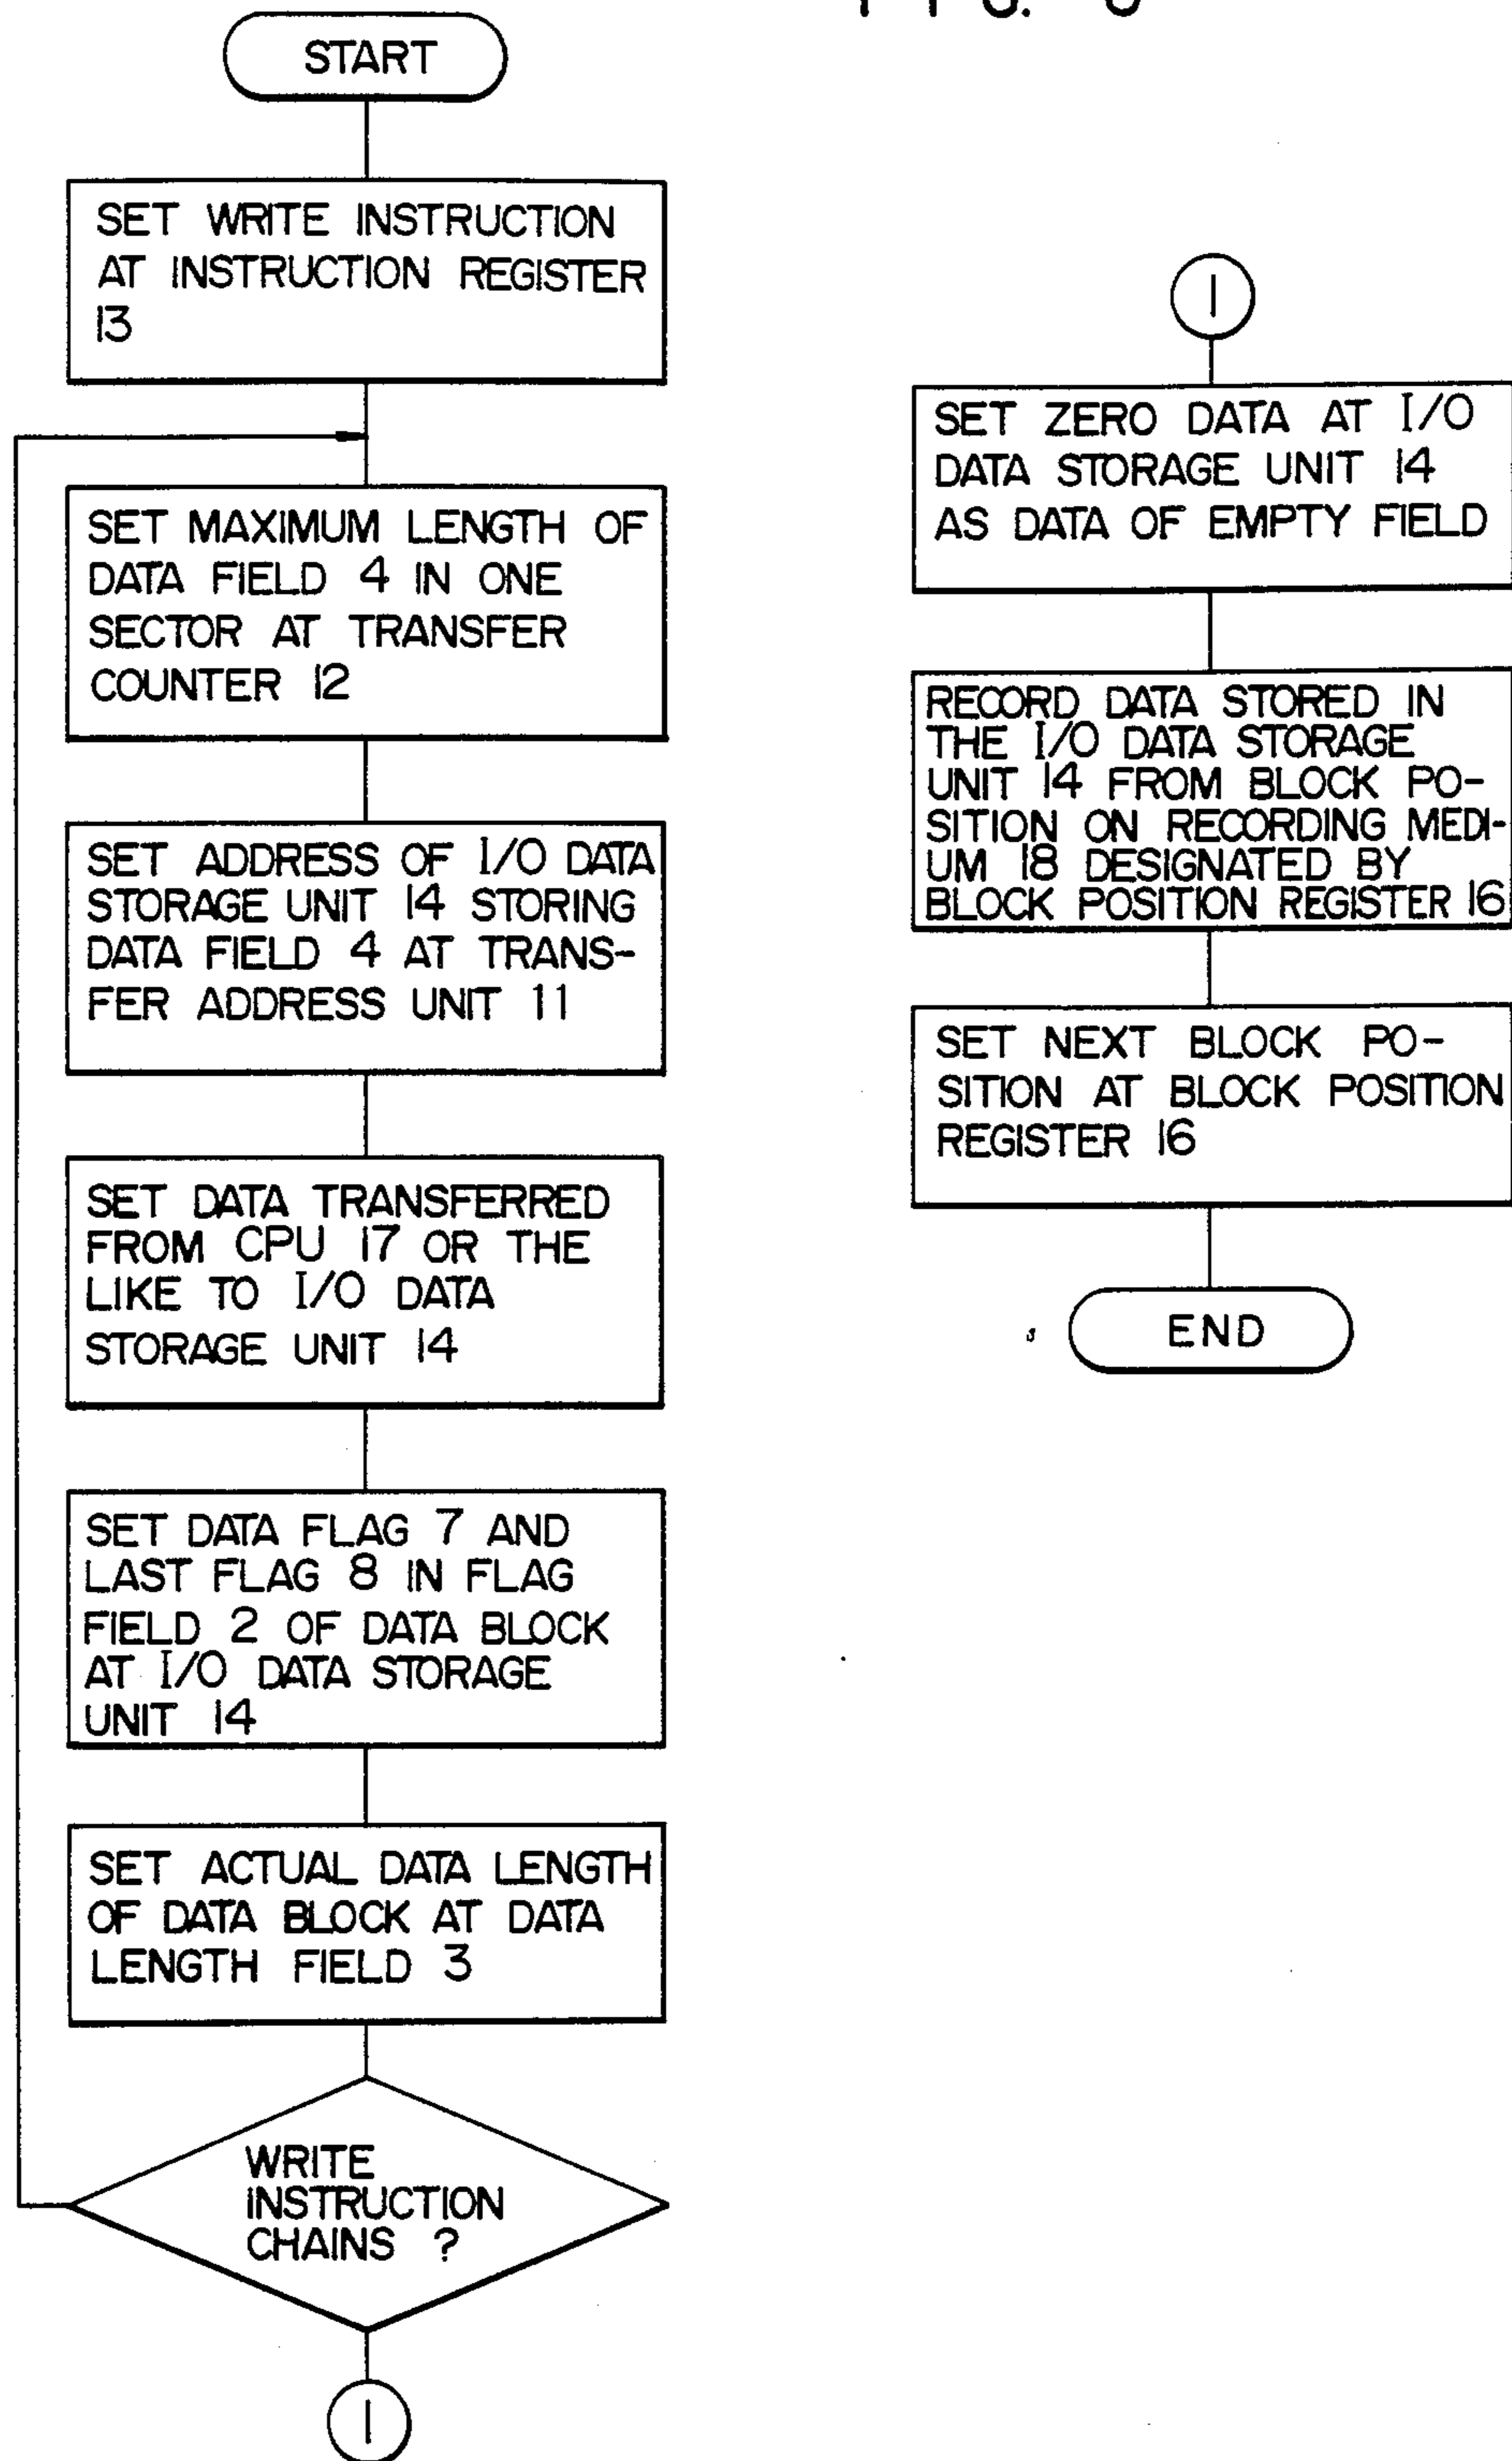 START
SET WRITE INSTRUCTION
AT INSTRUCTION REGISTER
13
SET MAXIMUM LENGTH OF
DATA FIELD 4 IN ONE
SECTOR AT TRANSFER
COUNTER 12
SET ADDRESS OF I/O DATA
STORAGE UNIT 14 STORING
DATA FIELD 4 AT TRANS-
FER ADDRESS UNIT 11
SET DATA TRANSFERRED
FROM CPU 17 OR THE
LIKE TO I/O DATA
STORAGE UNIT 14
SET DATA FLAG 7 AND
LAST FLAG 8 IN FLAG
FIELD 2 OF DATA BLOCK
AT I/O DATA STORAGE
UNIT 14
SET ACTUAL DATA LENGTH
OF DATA BLOCK AT DATA
LENGTH FIELD 3
WRITE
INSTRUCTION
CHAINS ?
1
1
SET ZERO DATA AT I/O
DATA STORAGE UNIT 14
AS DATA OF EMPTY FIELD
RECORD DATA STORED IN
THE I/O DATA STORAGE
UNIT 14 FROM BLOCK PO-
SITION ON RECORDING MEDI-
UM 18 DESIGNATED BY
BLOCK POSITION REGISTER 16
SET NEXT BLOCK PO-
SITION AT BLOCK POSITION
REGISTER 16
END